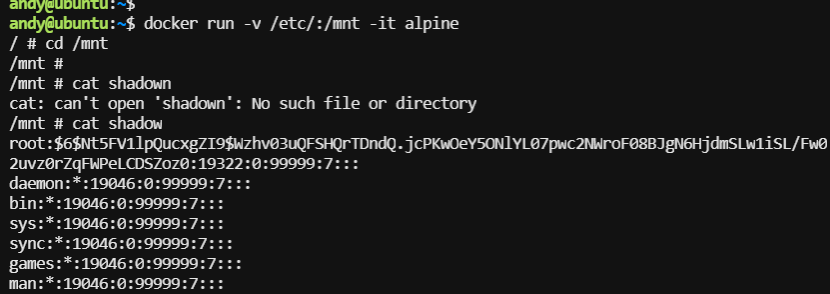 andy@ubuntu:~$
andy@ubuntu:~$ docker run -v /etc/:/mnt -it alpine
/ # cd /mnt
/mnt #
/mnt # cat shadown
cat: can't open 'shadown': No such file or directory
/mnt # cat shadow
root:$6$Nt5FV1lpQucxgZI9$Wzhv03uQFSHQrTDndQ.jcPKwOeY5ONlYL07pwc2NWroF08BJgN6HjdmSLw1iSL/Fw0
2uvz0rZqFWPeLCDSZoz0:19322:0:99999:7:::
daemon:*:19046:0:99999:7:::
bin:*:19046:0:99999:7:::
sys:*:19046:0:99999:7:::
sync:*:19046:0:99999:7:::
games:*:19046:0:99999:7:::
man:*:19046:0:99999:7:::